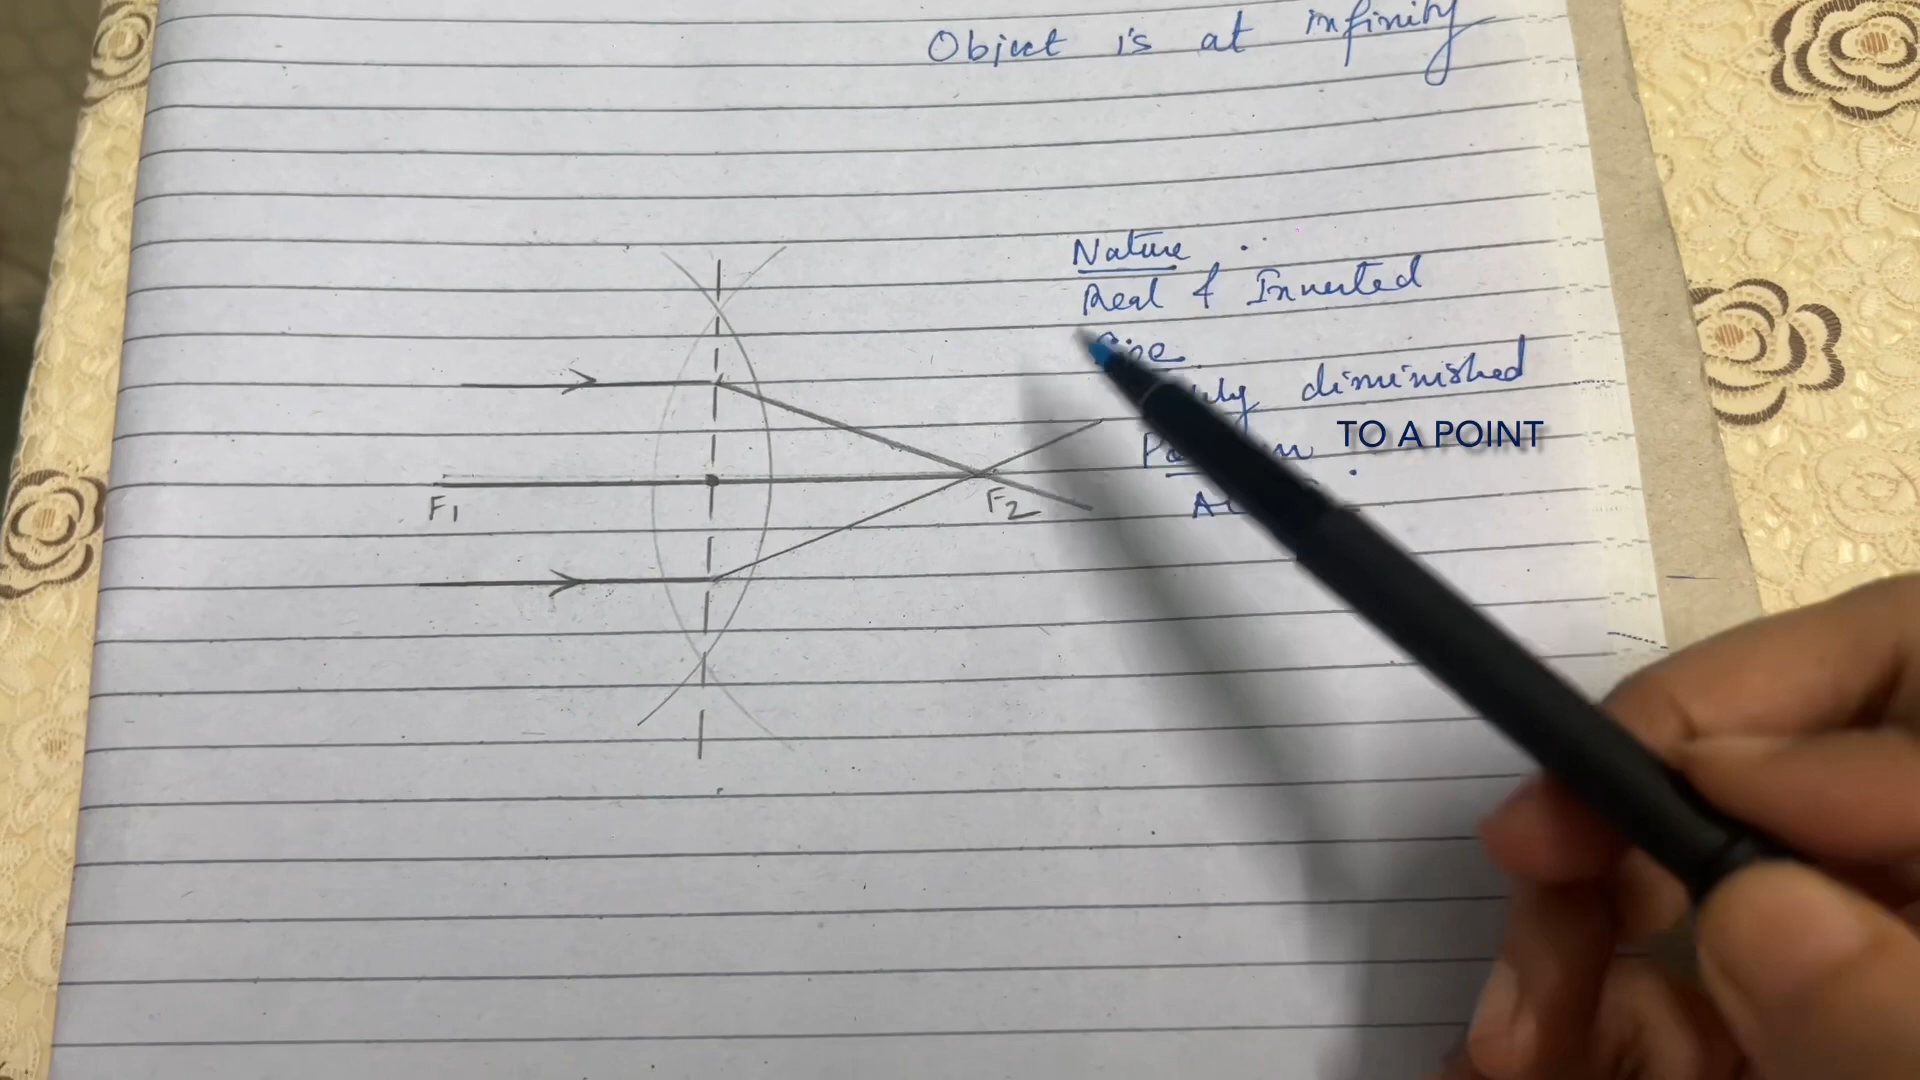 Object is at infinity
Nature
Real & Inverted
Size
diminished
TO A POINT
F1
F2